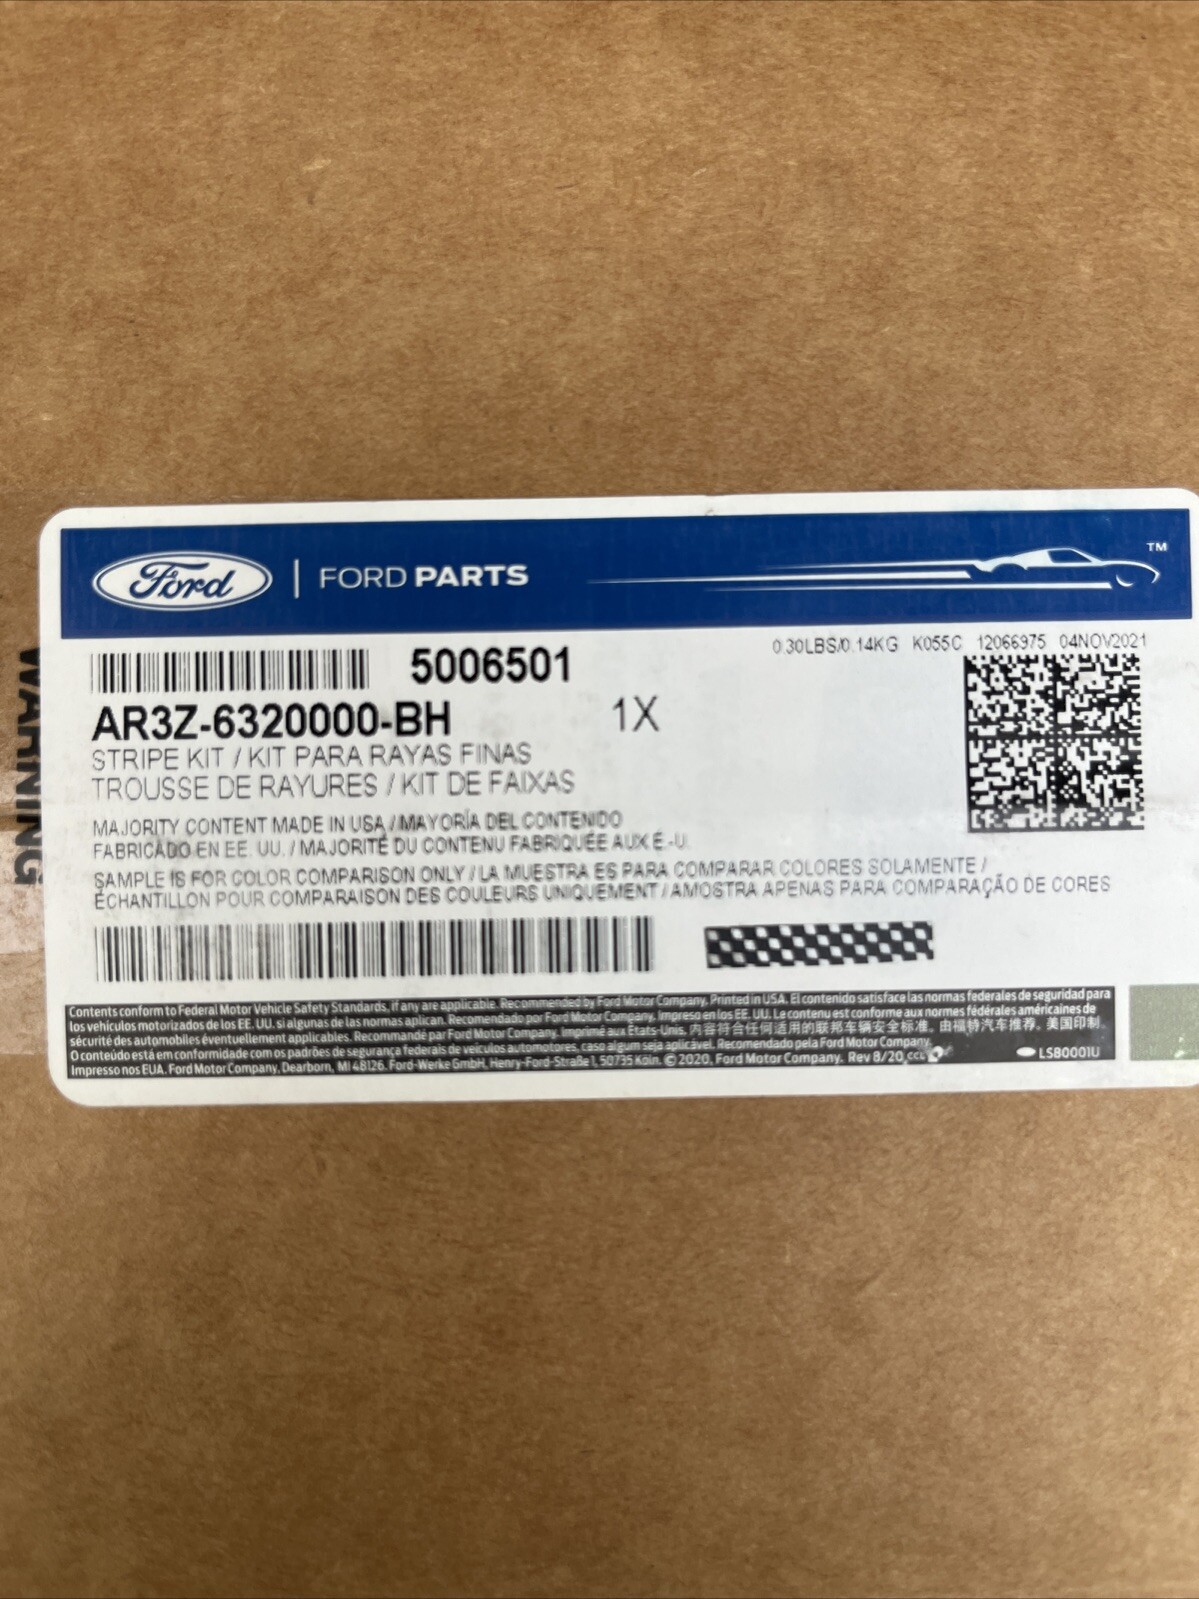 Ford | FORD PARTS
TM
0.30LBS/0.14KG K055C 12066975 04NOV2021
5006501
AR3Z-6320000-BH 1X
STRIPE KIT / KIT PARA RAYAS FINAS
TROUSSE DE RAYURES / KIT DE FAIXAS
MAJORITY CONTENT MADE IN USA / MAYORÍA DEL CONTENIDO
FABRICADO EN EE. UU. / MAJORITÉ DU CONTENU FABRIQUÉE AUX É.-U.
SAMPLE IS FOR COLOR COMPARISON ONLY / LA MUESTRA ES PARA COMPARAR COLORES SOLAMENTE /
ÉCHANTILLON POUR COMPARAISON DES COULEURS UNIQUEMENT / AMOSTRA APENAS PARA COMPARAÇÃO DE CORES
Contents conform to Federal Motor Vehicle Safety Standards, if any are applicable. Recommended by Ford Motor Company. Printed in USA. El contenido satisface las normas federales de seguridad para
los vehículos motorizados de los EE. UU. si algunas de las normas aplican. Recomendado por Ford Motor Company. Impreso en los EE. UU. Le contenu est conforme aux normes fédérales américaines de
sécurité des automobiles éventuellement applicables. Recommandé par Ford Motor Company. Imprimé aux États-Unis. 内容符合任何适用的联邦车辆安全标准。由福特汽车推荐。美国印制.
O conteúdo está em conformidade com os padrões de segurança federais de veículos automotores, caso algum seja aplicável. Recomendado pela Ford Motor Company.
Impresso nos EUA. Ford Motor Company, Dearborn, MI 48126. Ford-Werke GmbH, Henry-Ford-Straße 1, 50735 Köln. © 2020, Ford Motor Company. Rev 8/20 CCL
LSB0001U
WARNING